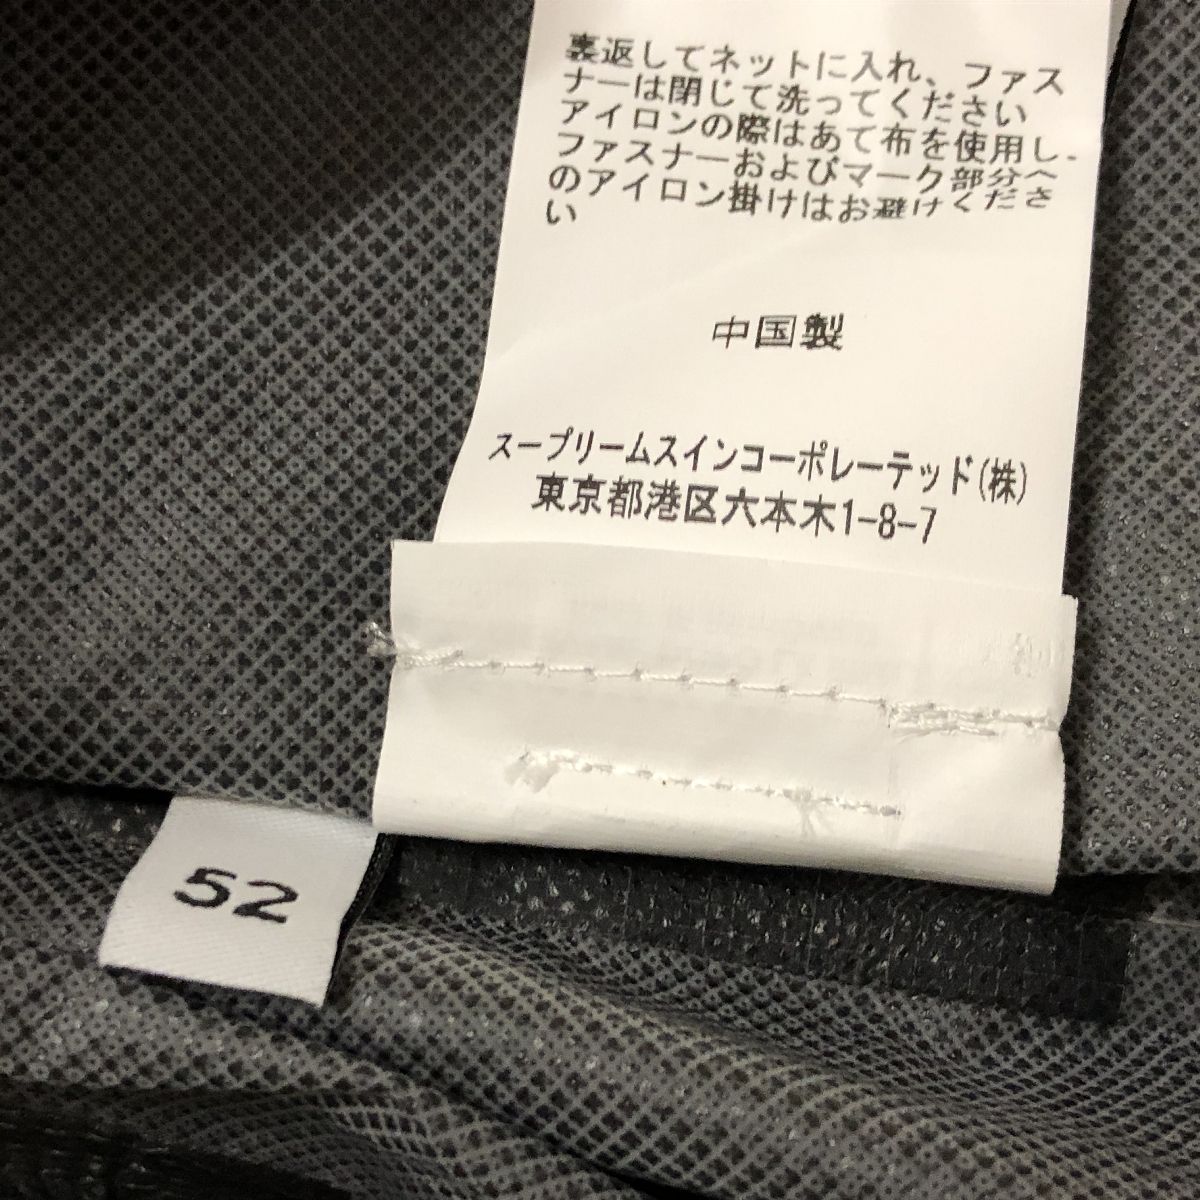 裏返してネットに入れ、ファス
ナーは閉じて洗ってください
アイロンの際はあて布を使用し、
ファスナーおよびマーク部分へ
のアイロン掛けはお避けくださ
い
中国製
スープリームスインコーポレーテッド(株)
東京都港区六本木1-8-7
52